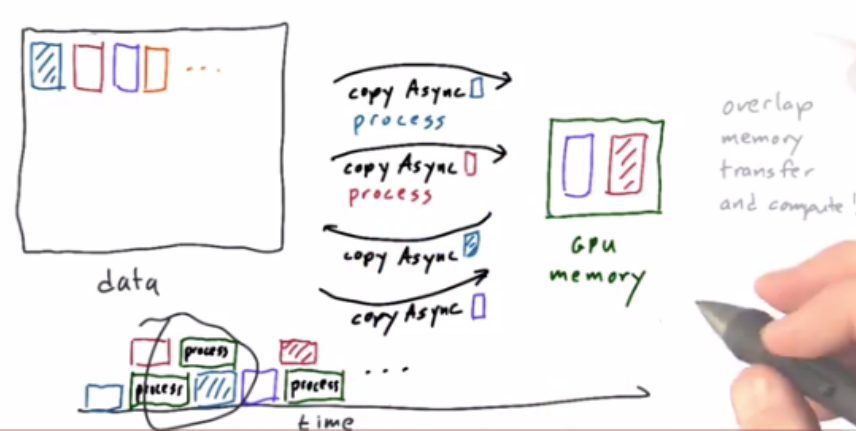 copy Async
process
copy Async
process
copy Async
copy Async
data
GPU
memory
overlap
memory
transfer
and compute!
process
process
process
...
time